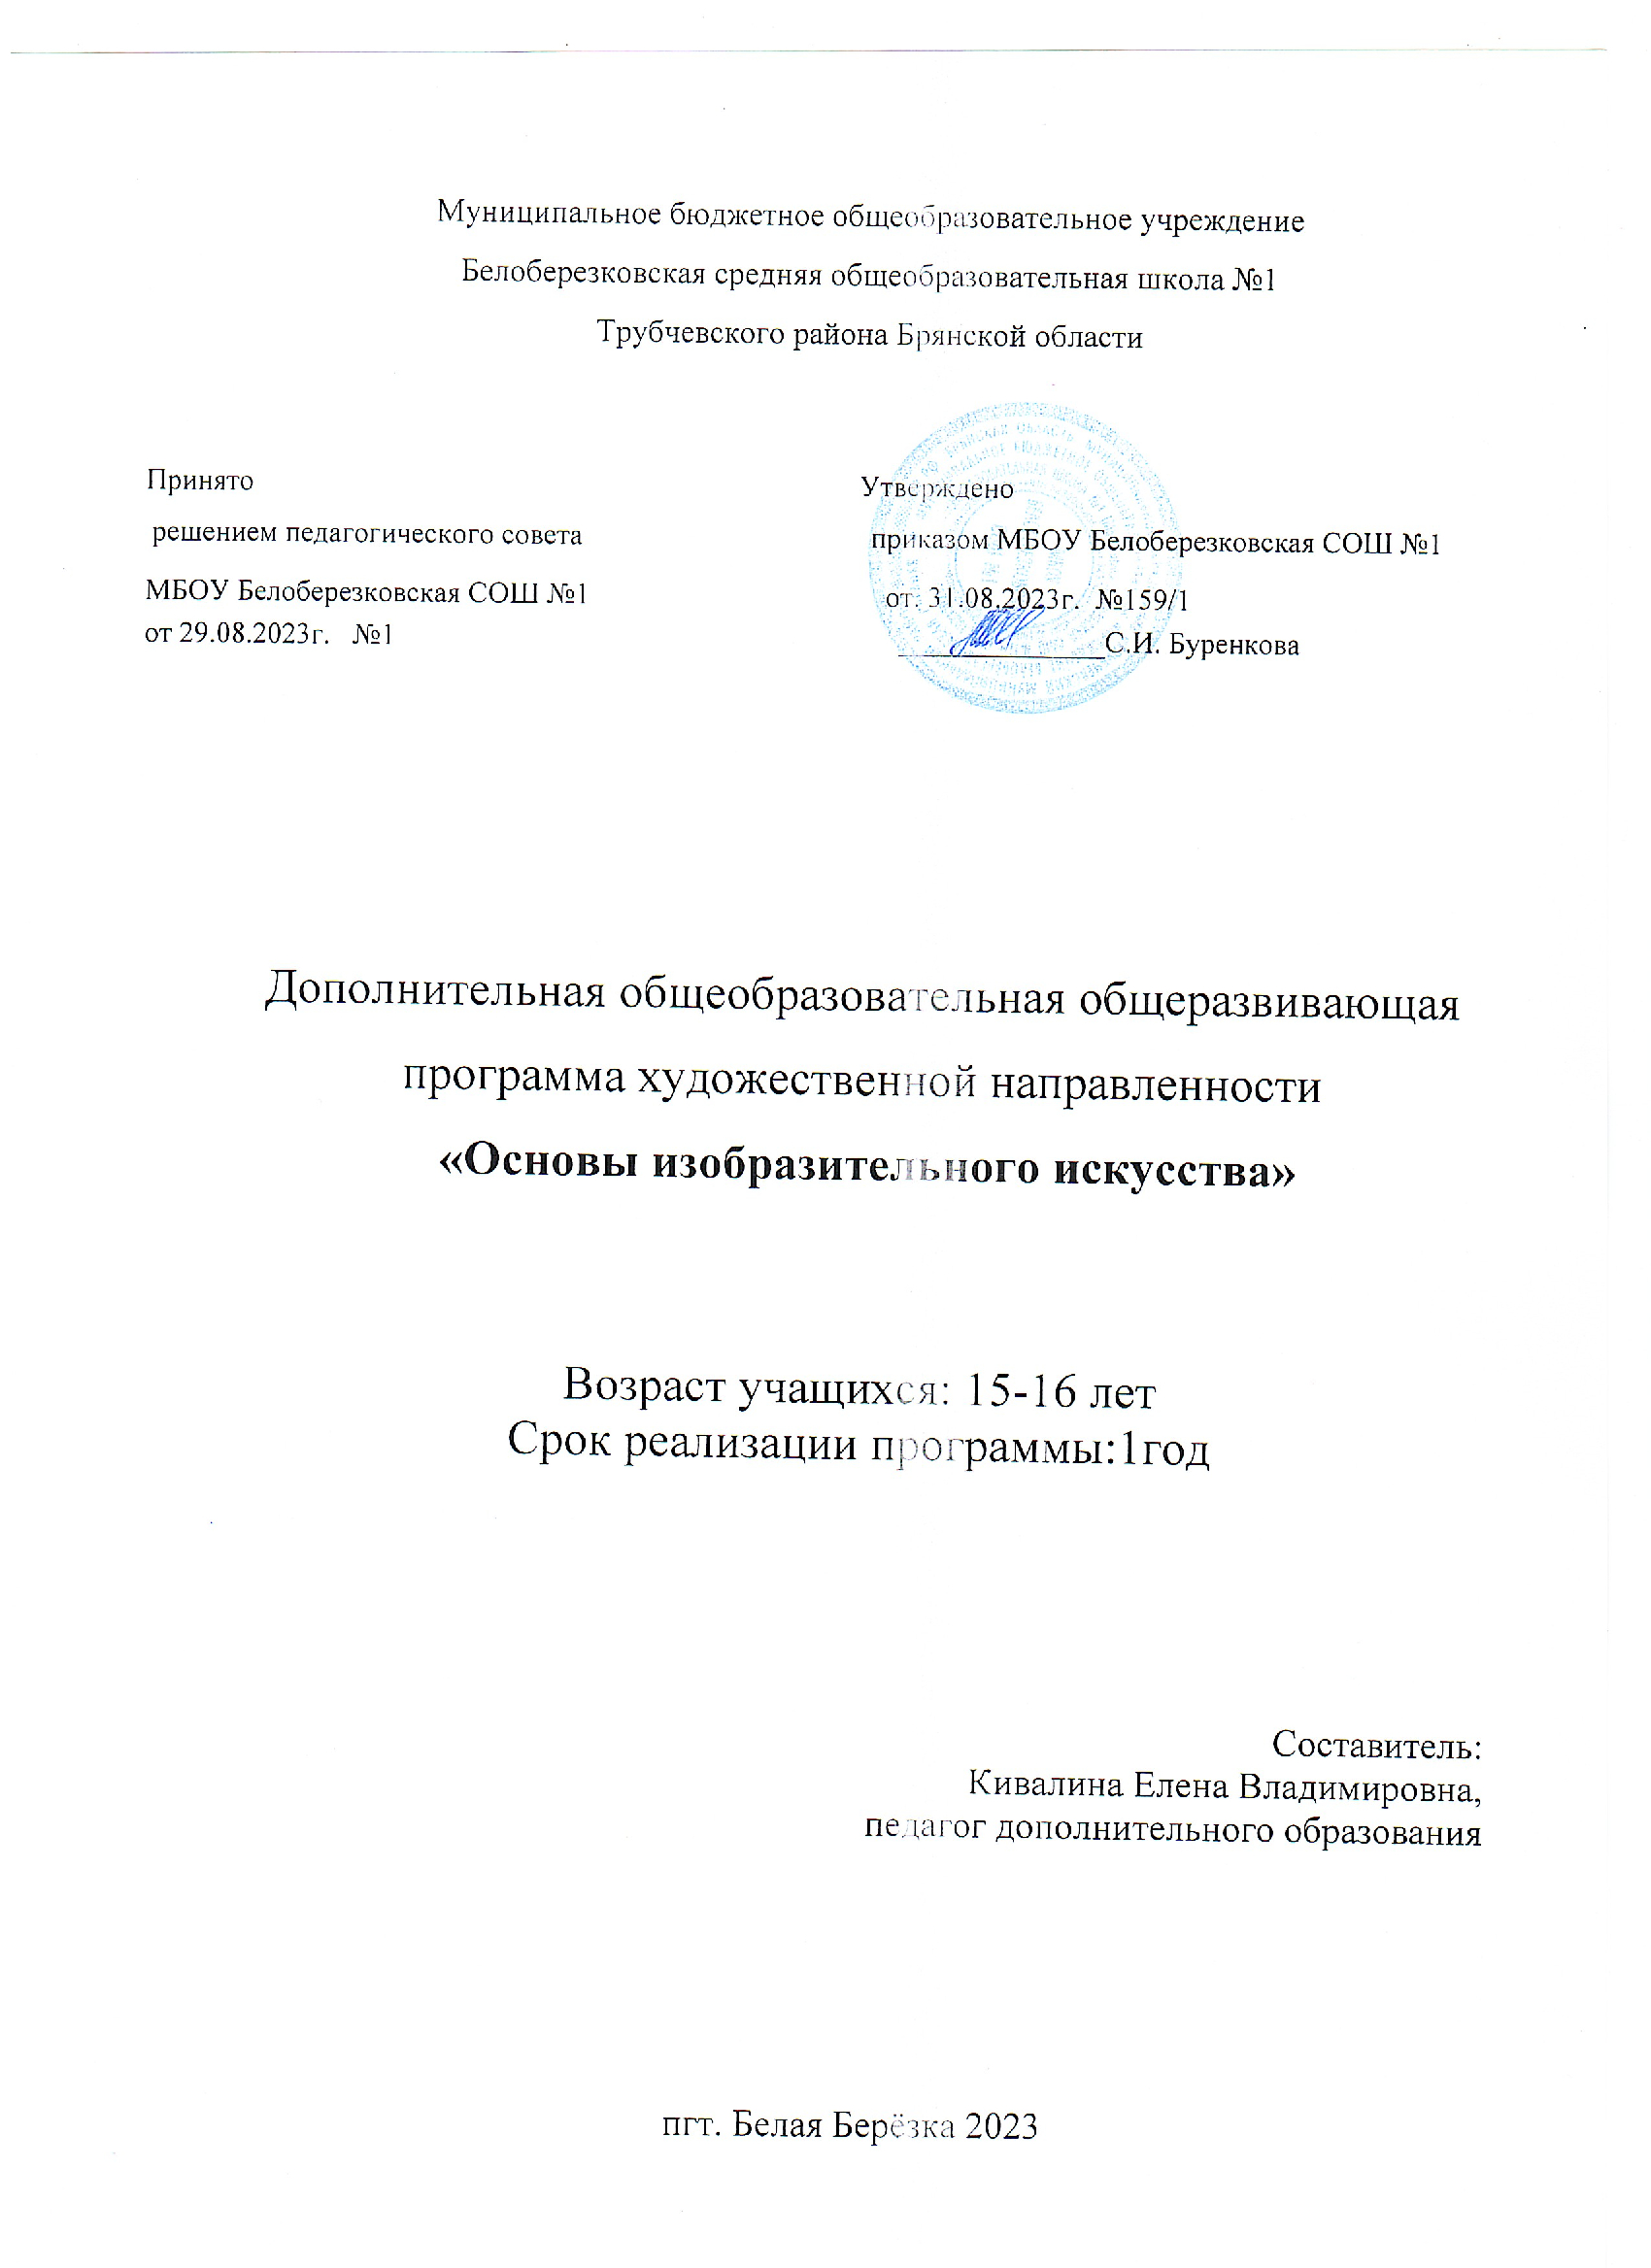 Муниципальное бюджетное общеобразовательное учреждение
Белоберезковская средняя общеобразовательная школа №1
Трубчевского района Брянской области
Принято
решением педагогического совета
МБОУ Белоберезковская СОШ №1
от 29.08.2023г. №1
Утверждено
приказом МБОУ Белоберезковская СОШ №1
от. 31.08.2023г. №159/1
______________С.И. Буренкова
Дополнительная общеобразовательная общеразвивающая
программа художественной направленности
«Основы изобразительного искусства»
Возраст учащихся: 15-16 лет
Срок реализации программы:1год
Составитель:
Кивалина Елена Владимировна,
педагог дополнительного образования
пгт. Белая Берёзка 2023